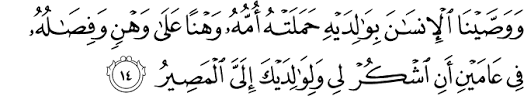 وَوَصَّيْنَا ٱلْإِنسَٰنَ بِوَٰلِدَيْهِ حَمَلَتْهُ أُمُّهُۥ وَهْنًا عَلَىٰ وَهْنٍ وَفِصَٰلُهُۥ
فِى عَامَيْنِ أَنِ ٱشْكُرْ لِى وَلِوَٰلِدَيْكَ إِلَىَّ ٱلْمَصِيرُ ١٤